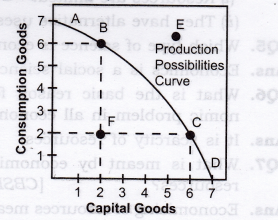 Consumption Goods
7 A
6 B E
5 Production
4 Possibilities
3 Curve
2 F C
1 D
1 2 3 4 5 6 7
Capital Goods